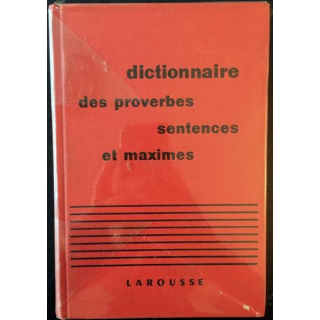 dictionnaire
des proverbes
sentences
et maximes
LAROUSSE